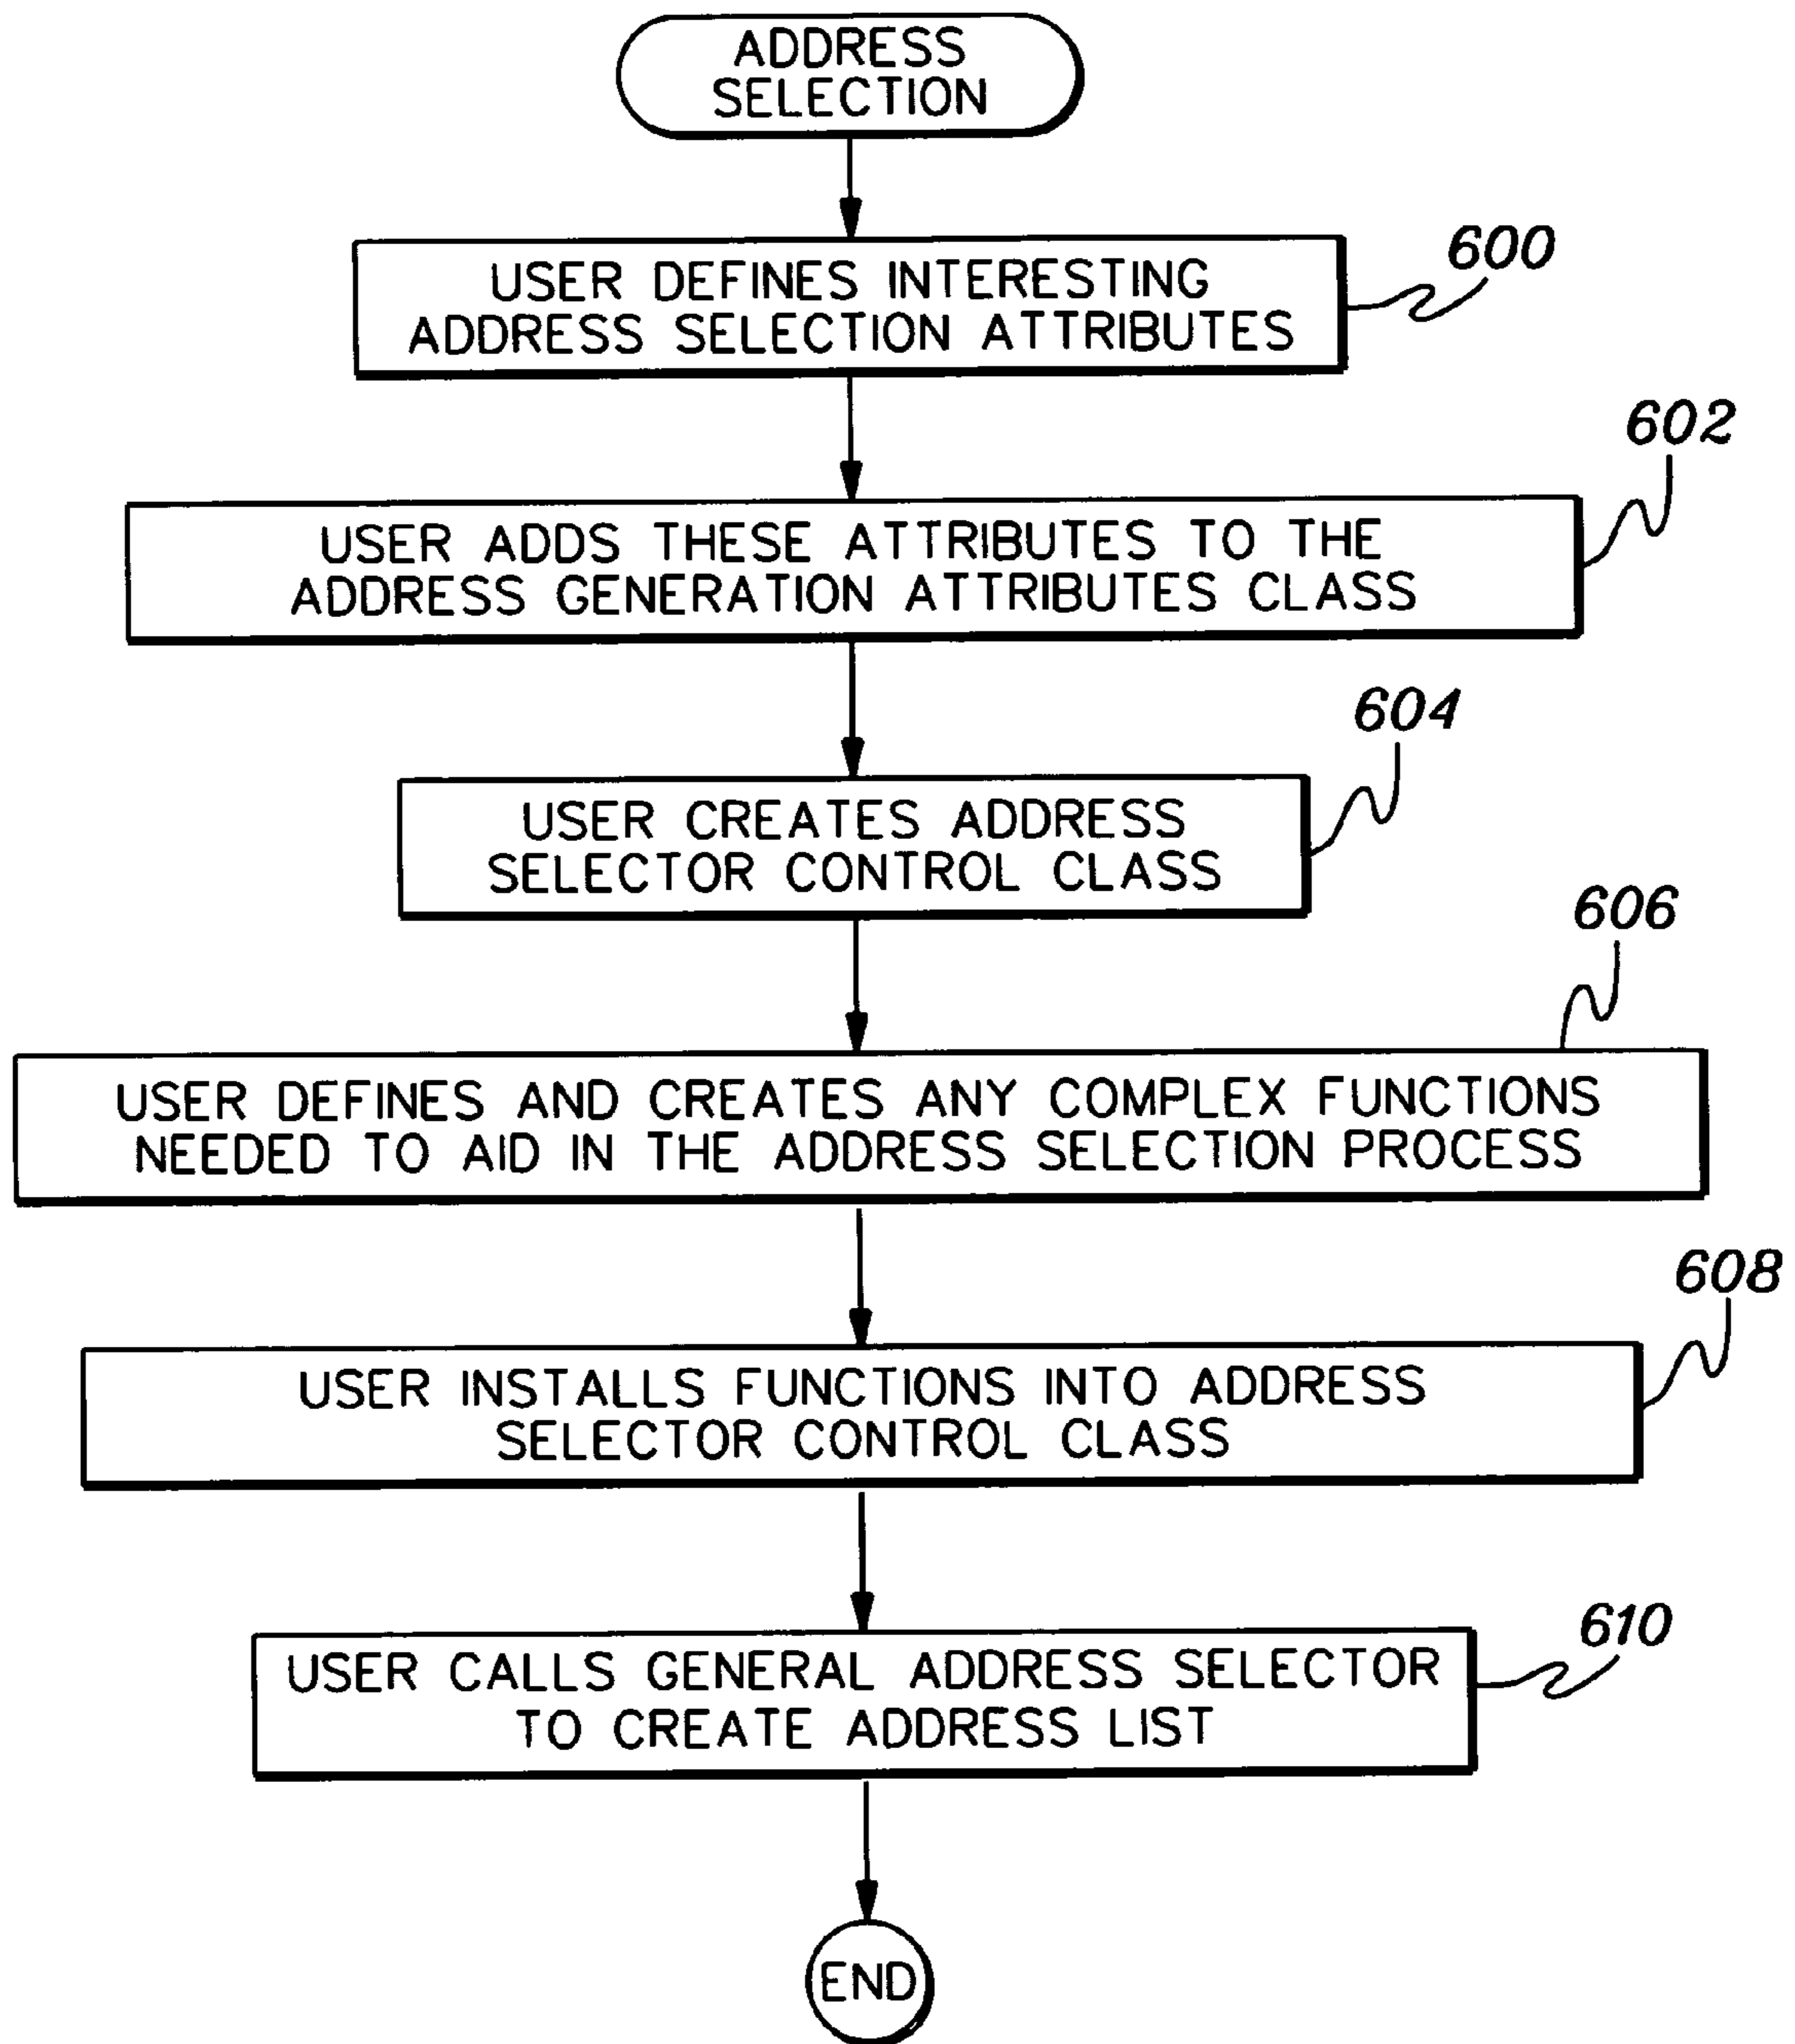 ADDRESS
SELECTION
600
USER DEFINES INTERESTING
ADDRESS SELECTION ATTRIBUTES
602
USER ADDS THESE ATTRIBUTES TO THE
ADDRESS GENERATION ATTRIBUTES CLASS
604
USER CREATES ADDRESS
SELECTOR CONTROL CLASS
606
USER DEFINES AND CREATES ANY COMPLEX FUNCTIONS
NEEDED TO AID IN THE ADDRESS SELECTION PROCESS
608
USER INSTALLS FUNCTIONS INTO ADDRESS
SELECTOR CONTROL CLASS
610
USER CALLS GENERAL ADDRESS SELECTOR
TO CREATE ADDRESS LIST
END